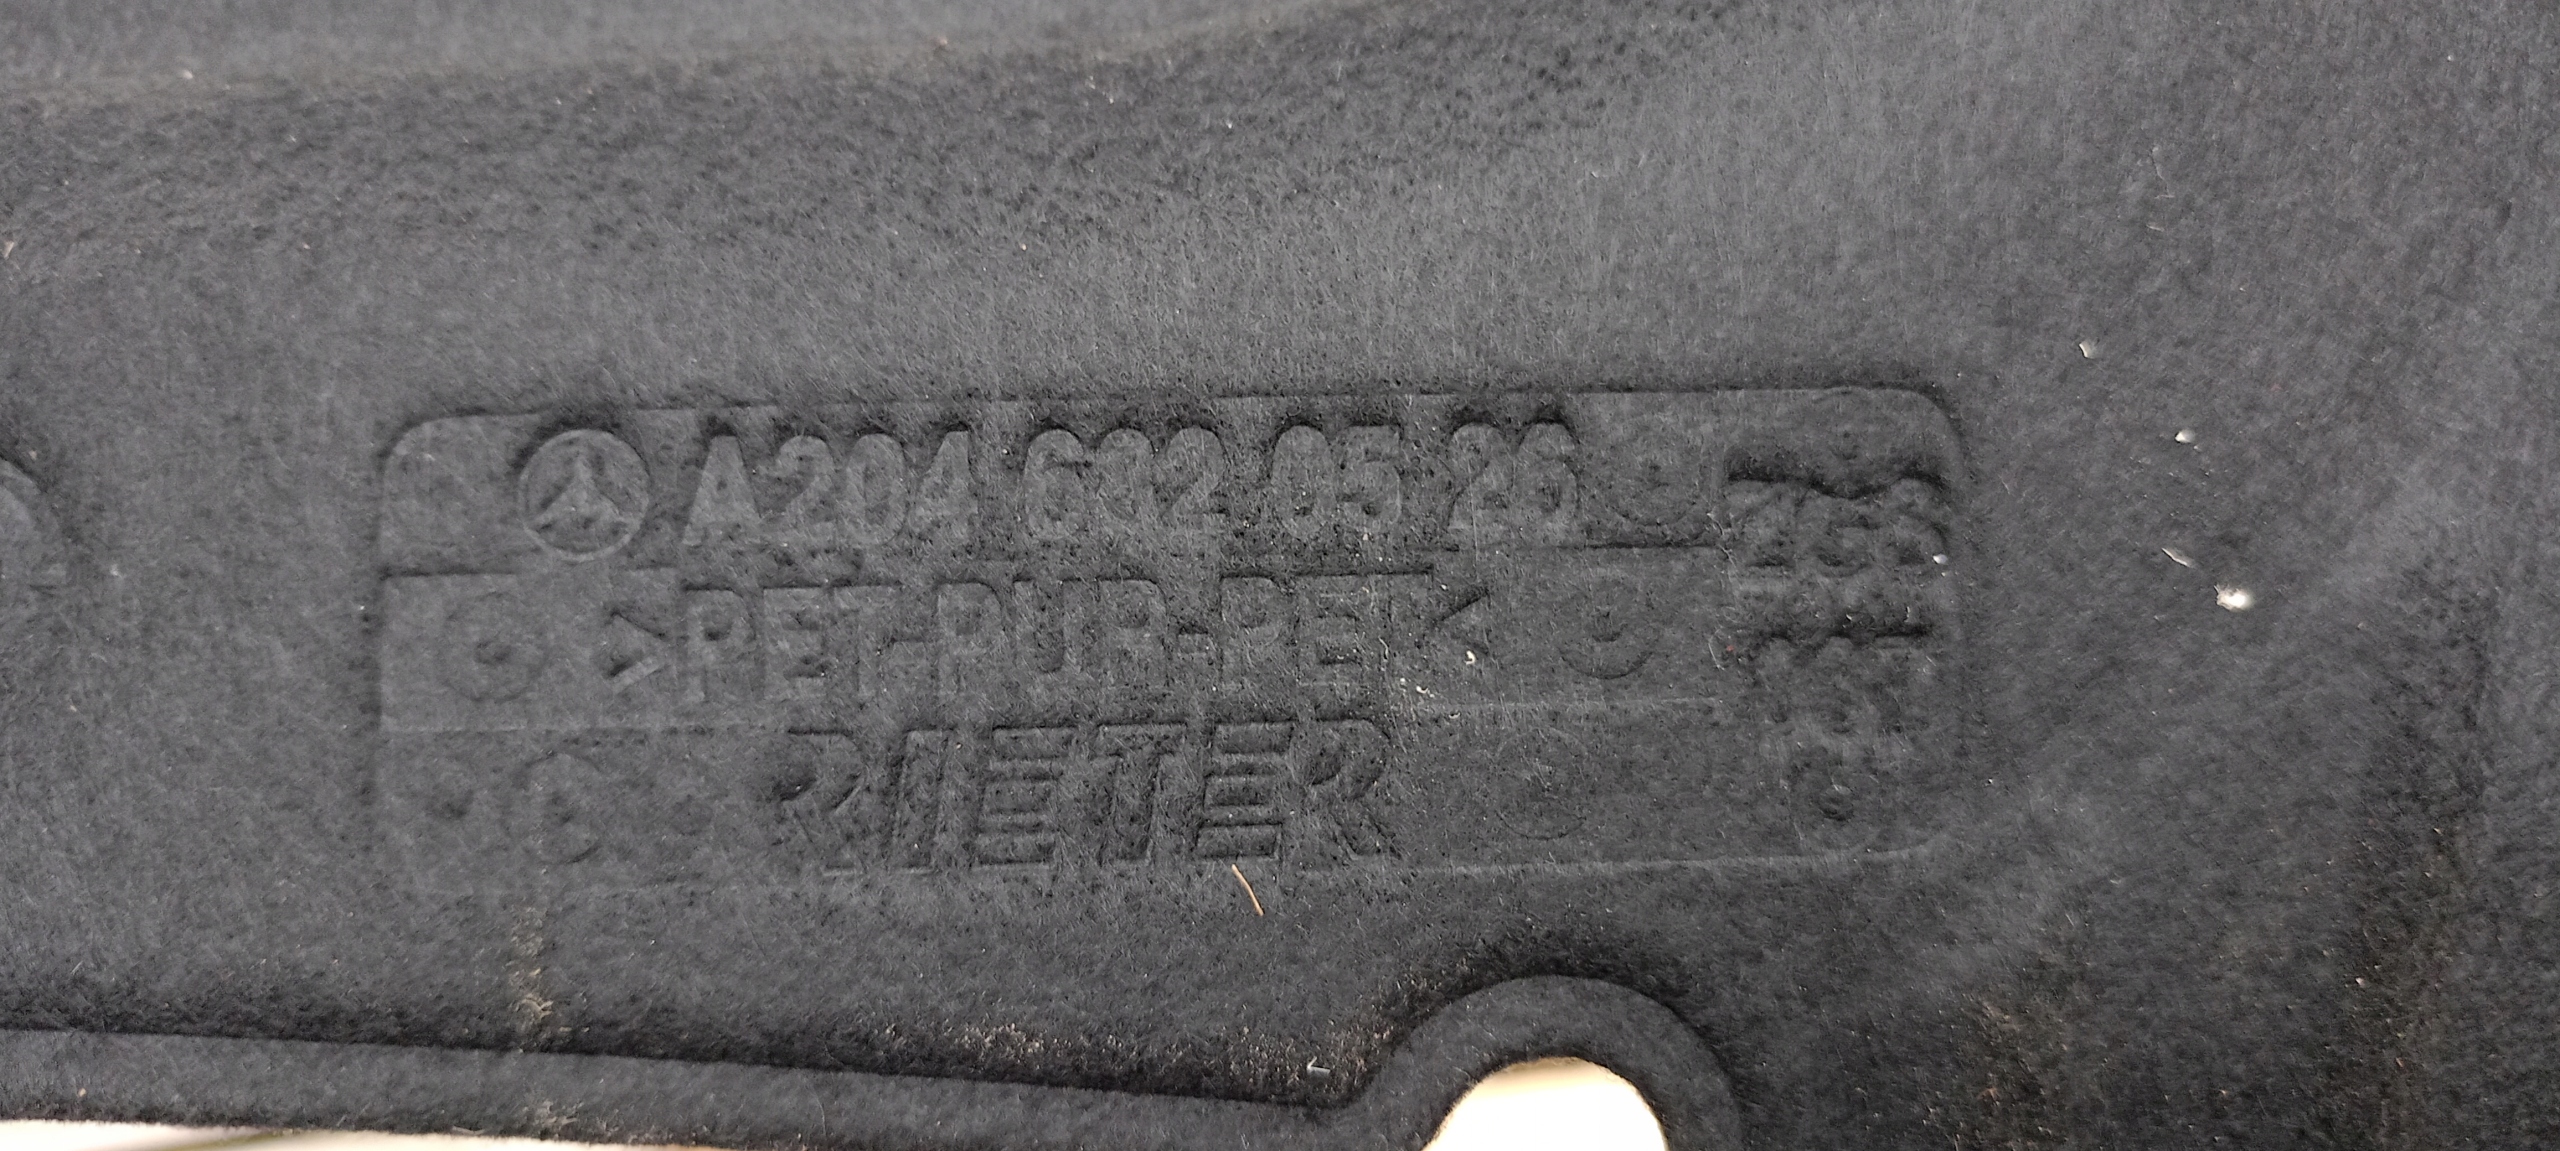 A204 682 05 26
>PET-PUR-PET<
RIETER